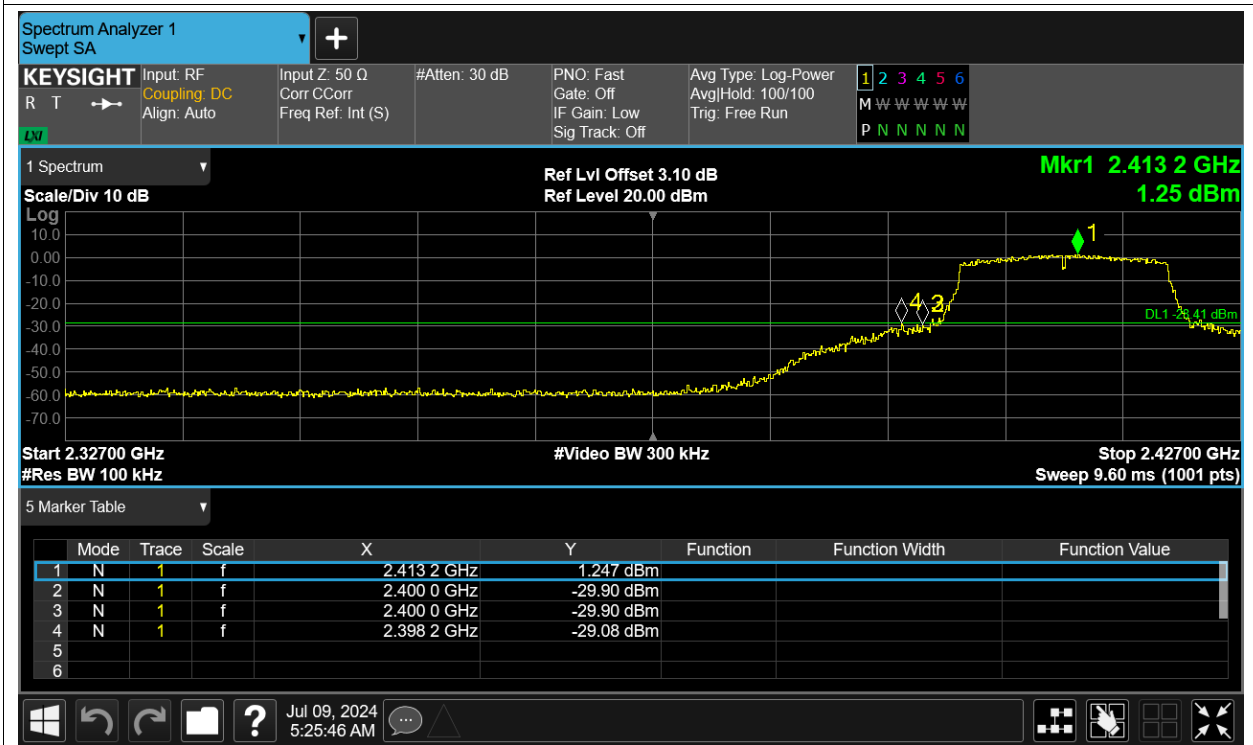 Spectrum Analyzer 1
Swept SA
KEYSIGHT
R T
LXI
Input: RF
Coupling: DC
Align: Auto
Input Z: 50 Ω
Corr CCorr
Freq Ref: Int (S)
#Atten: 30 dB
PNO: Fast
Gate: Off
IF Gain: Low
Sig Track: Off
Avg Type: Log-Power
Avg|Hold: 100/100
Trig: Free Run
1 2 3 4 5 6
M W W W W W
P N N N N N
1 Spectrum
Scale/Div 10 dB
Ref Lvl Offset 3.10 dB
Ref Level 20.00 dBm
Mkr1 2.413 2 GHz
1.25 dBm
Log
10.0
0.00
-10.0
-20.0
-30.0
-40.0
-50.0
-60.0
-70.0
1
4
DL1 -28.41 dBm
Start 2.32700 GHz
#Video BW 300 kHz
Stop 2.42700 GHz
#Res BW 100 kHz
Sweep 9.60 ms (1001 pts)
5 Marker Table
Mode Trace Scale X Y Function Function Width Function Value
1 N 1 f 2.413 2 GHz 1.247 dBm
2 N 1 f 2.400 0 GHz -29.90 dBm
3 N 1 f 2.400 0 GHz -29.90 dBm
4 N 1 f 2.398 2 GHz -29.08 dBm
5
6
?
Jul 09, 2024
5:25:46 AM